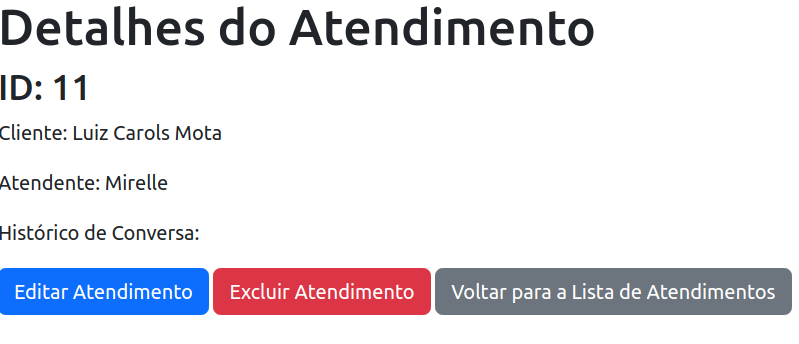 Detalhes do Atendimento
ID: 11
Cliente: Luiz Carols Mota
Atendente: Mirelle
Histórico de Conversa:
Editar Atendimento Excluir Atendimento Voltar para a Lista de Atendimentos